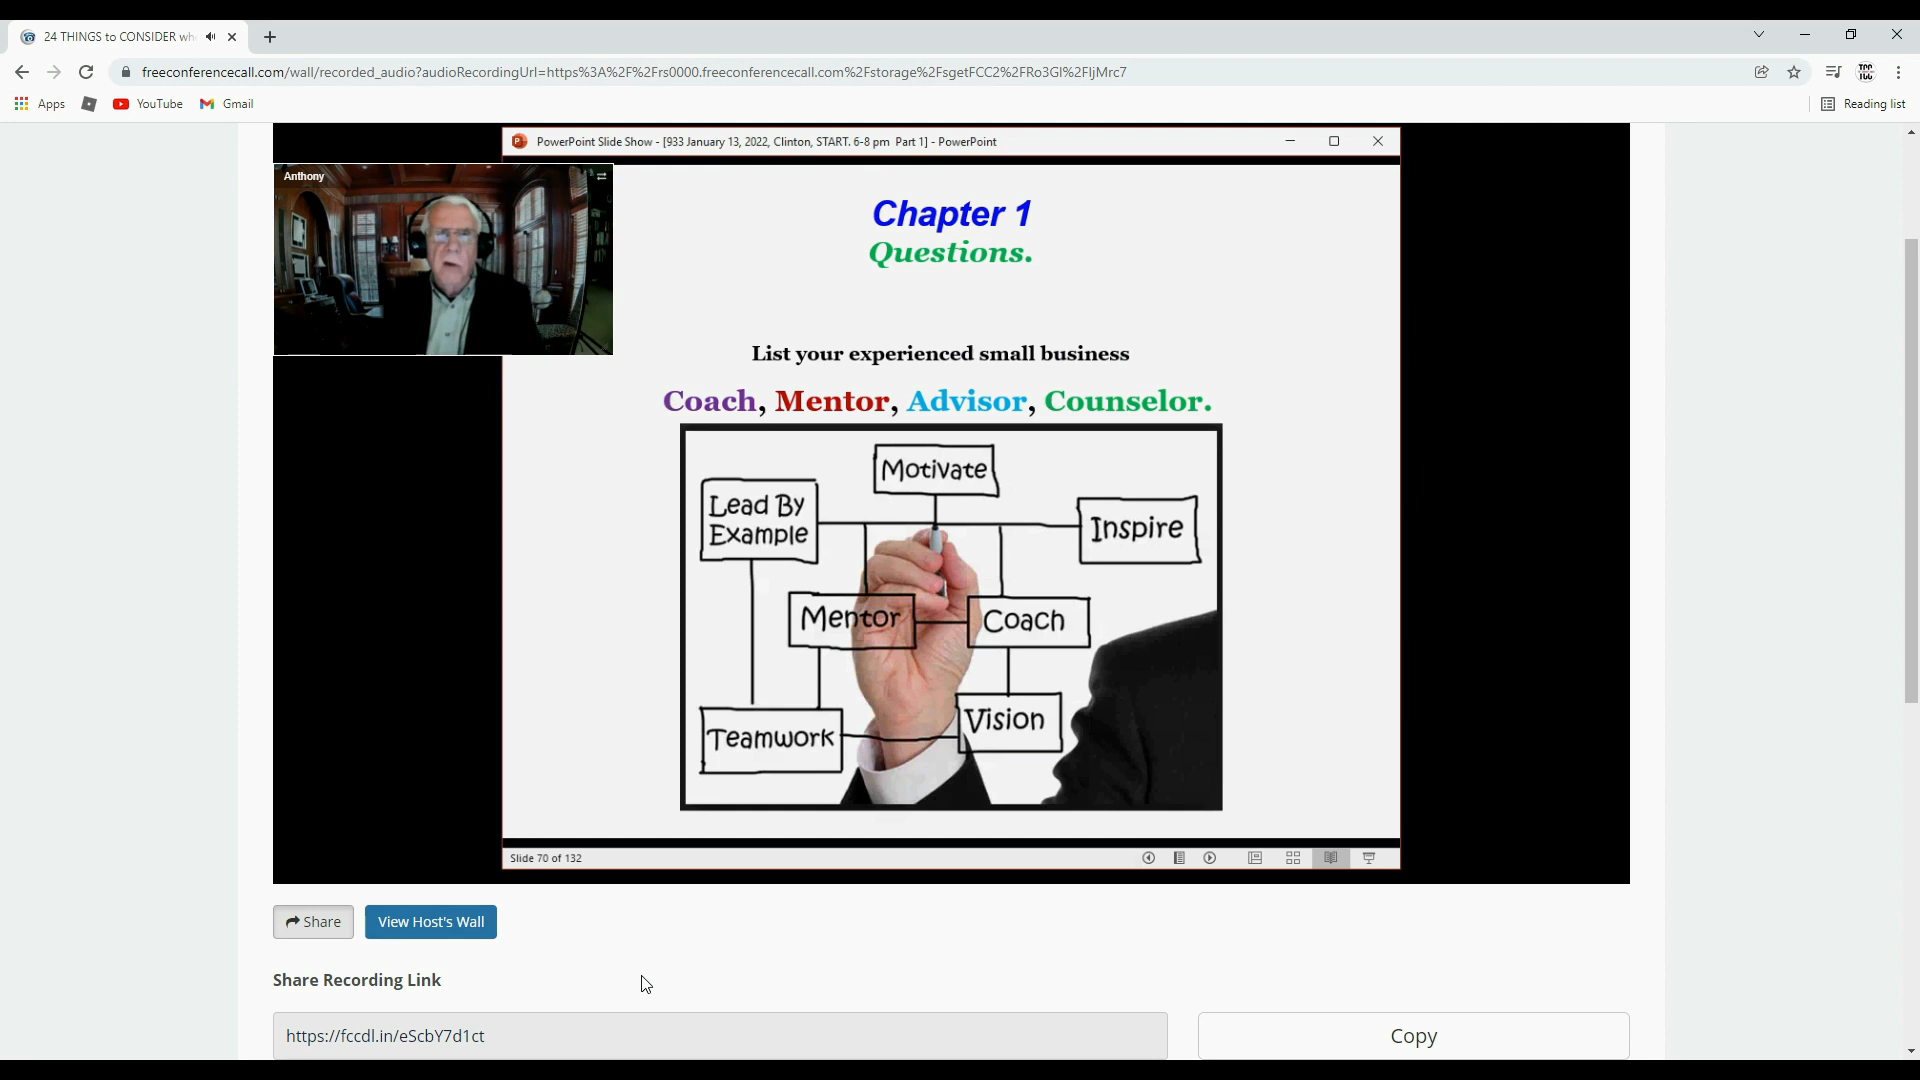 24 THINGS to CONSIDER wh
freeconferencecall.com/wall/recorded_audio?audioRecordingUrl=https%3A%2F%2Frs0000.freeconferencecall.com%2Fstorage%2FsgetFCC2%2FRo3GI%2FIjMrc7
Apps
YouTube
Gmail
Reading list
PowerPoint Slide Show - [933 January 13, 2022, Clinton, START. 6-8 pm Part 1] - PowerPoint
Anthony
Chapter 1
Questions.
List your experienced small business
Coach, Mentor, Advisor, Counselor.
Motivate
Lead By
Example
Inspire
Mentor
Coach
Teamwork
Vision
Slide 70 of 132
Share
View Host's Wall
Share Recording Link
https://fccdl.in/eScbY7d1ct
Copy